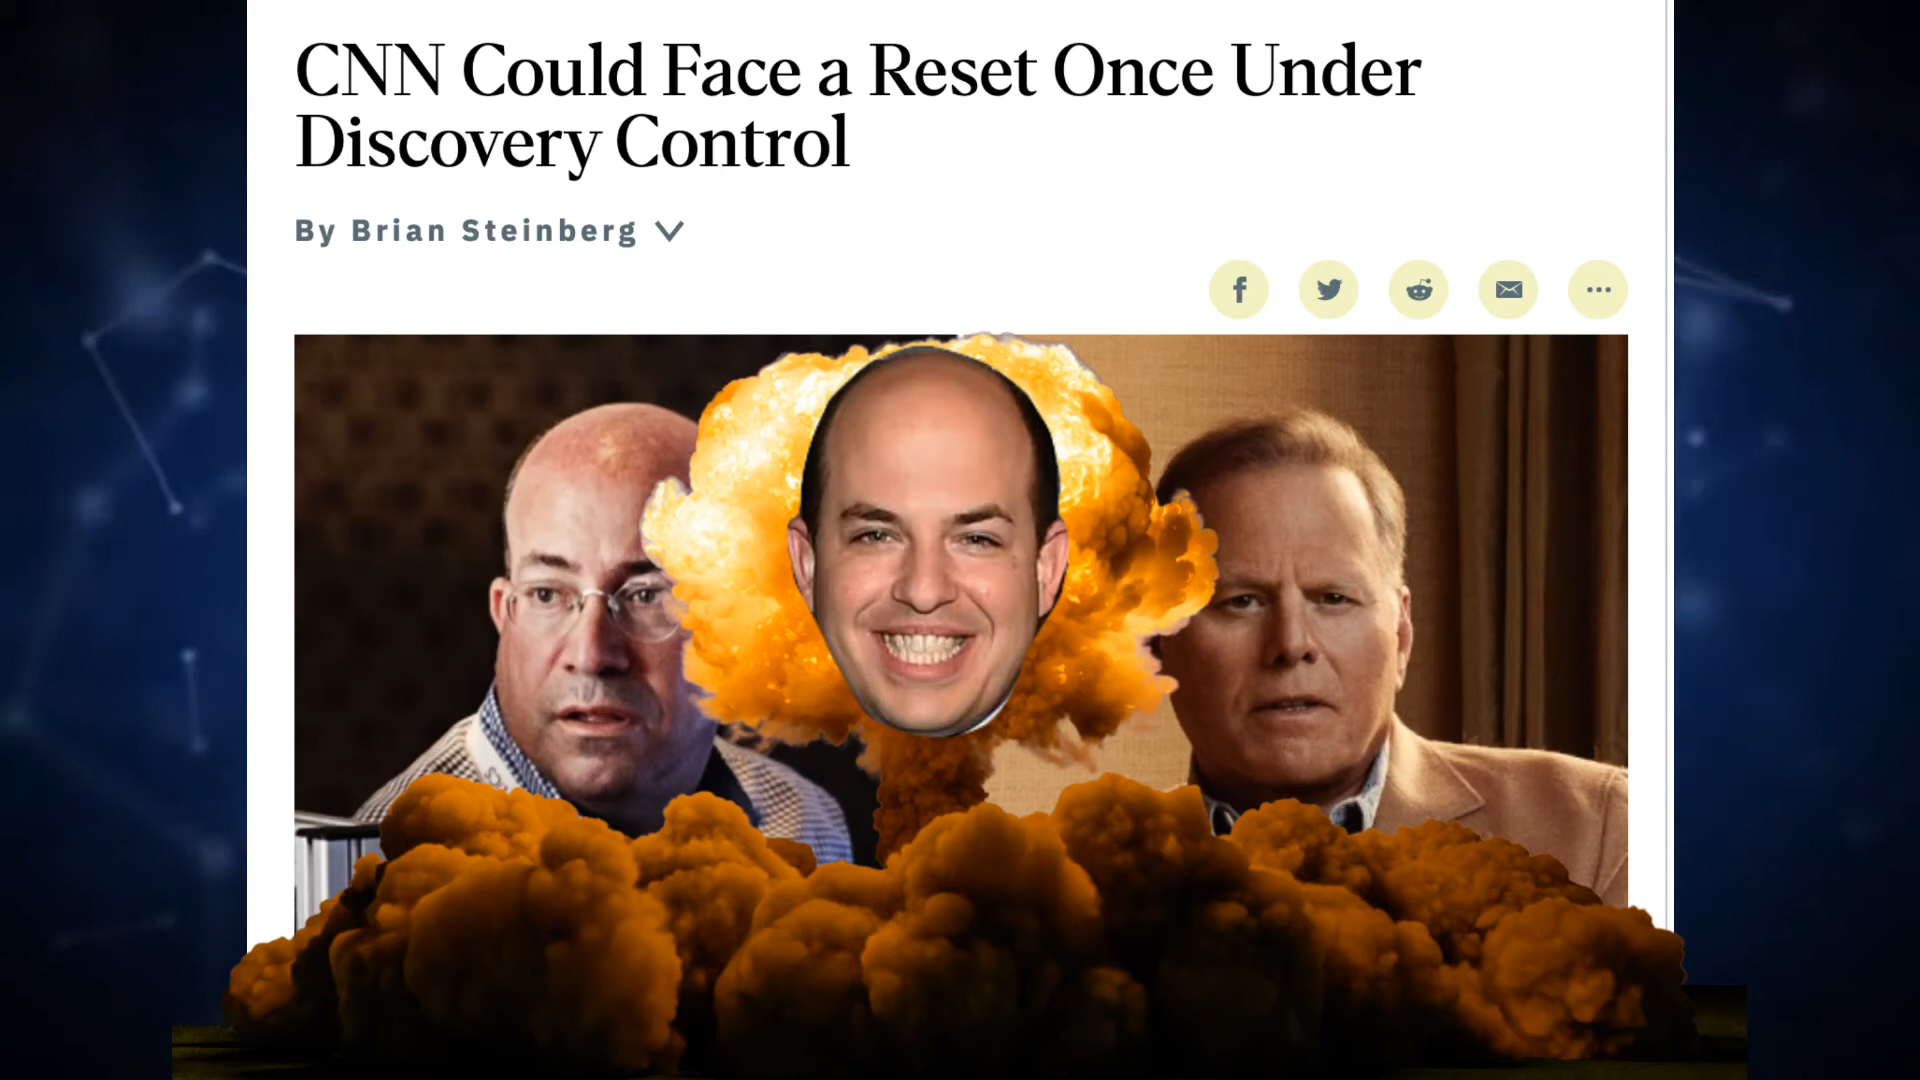 CNN Could Face a Reset Once Under
Discovery Control
By Brian Steinberg